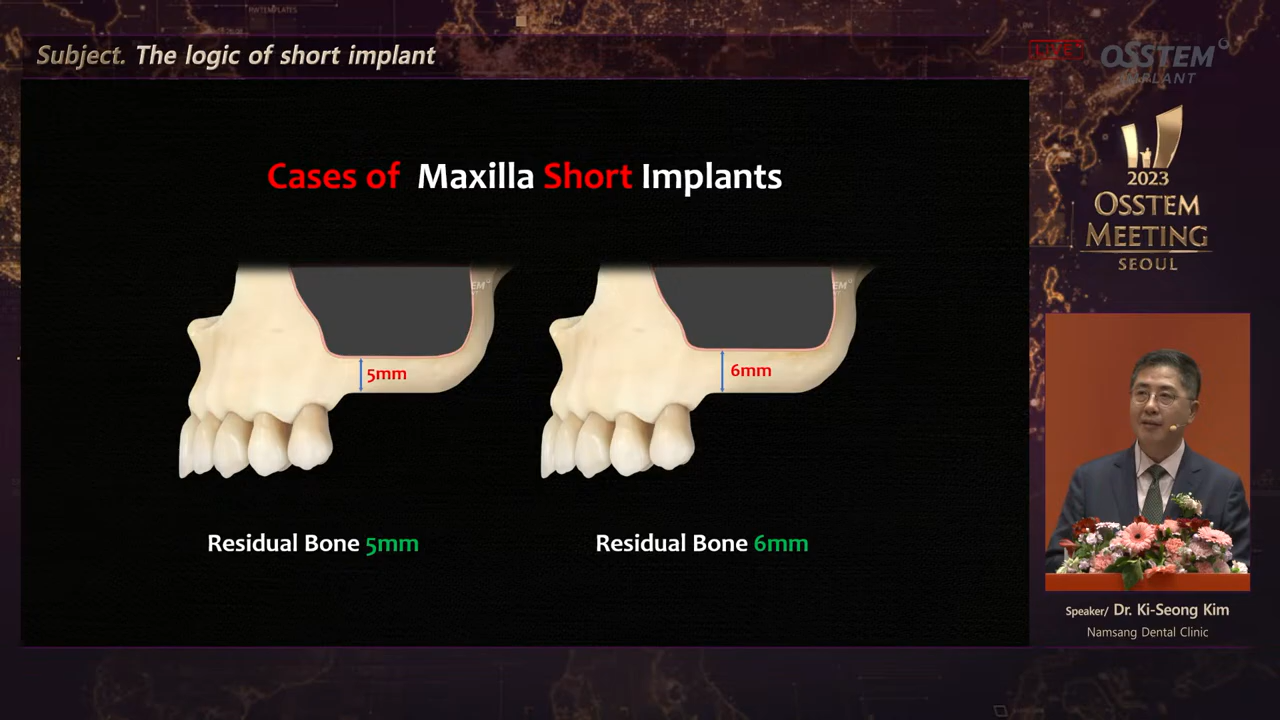 Subject. The logic of short implant
LIVE
OSSTEM
IMPLANT
Cases of Maxilla Short Implants
5mm
6mm
Residual Bone 5mm
Residual Bone 6mm
2023
OSSTEM
MEETING
SEOUL
Speaker/ Dr. Ki-Seong Kim
Namsang Dental Clinic